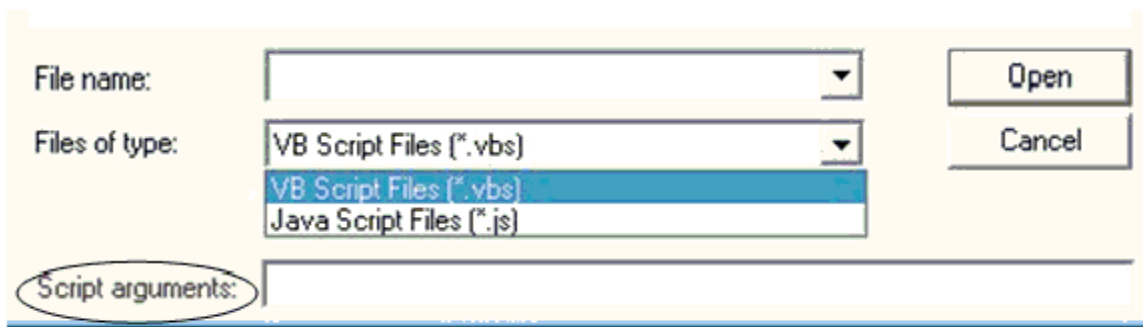 File name:
Open
Files of type:
VB Script Files (*.vbs)
Cancel
VB Script Files (*.vbs)
Java Script Files (*.js)
Script arguments: